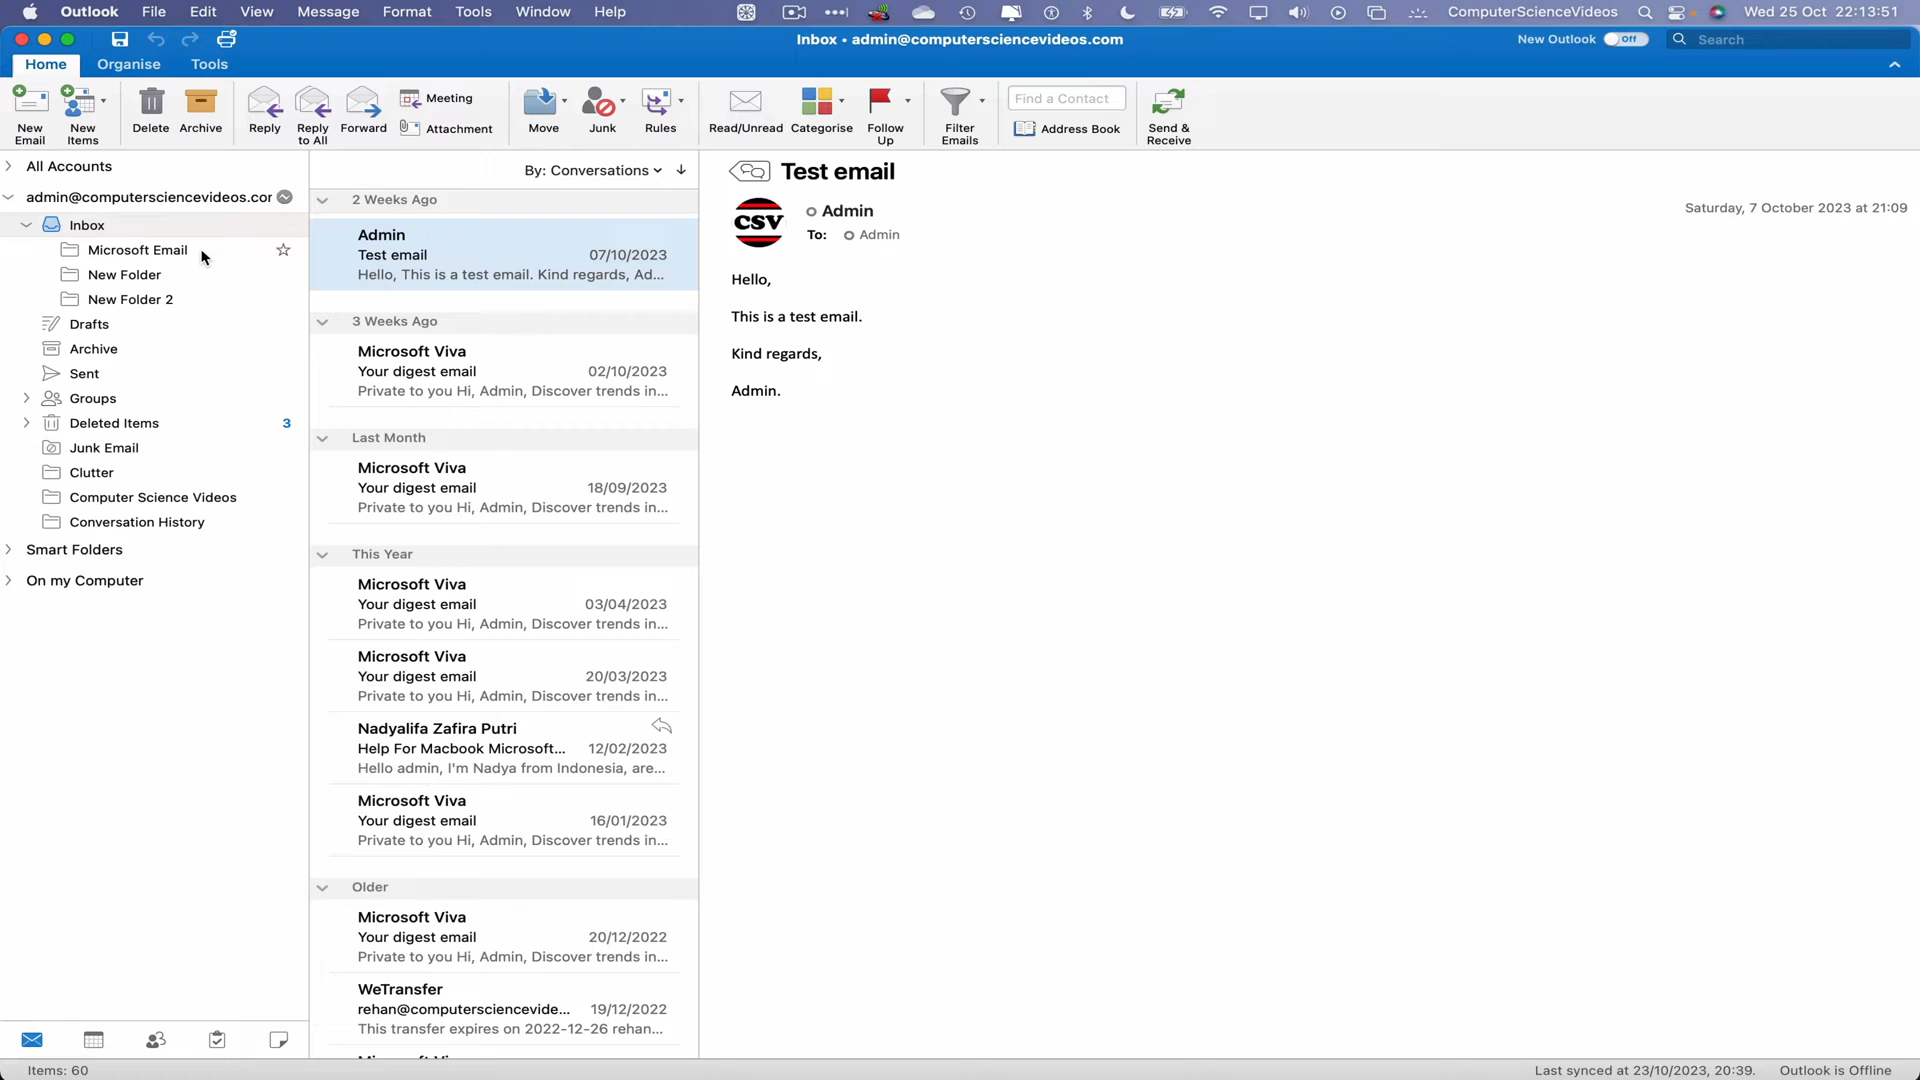 Outlook File Edit View Message Format Tools Window Help ComputerScienceVideos Wed 25 Oct 22:13:51
Inbox • admin@computersciencevideos.com New Outlook Off Search
Home Organise Tools
New Email
New Items
Delete
Archive
Reply
Reply to All
Forward
Meeting
Attachment
Move
Junk
Rules
Read/Unread
Categorise
Follow Up
Filter Emails
Find a Contact
Address Book
Send & Receive
All Accounts
admin@computersciencevideos.cor
Inbox
Microsoft Email
New Folder
New Folder 2
Drafts
Archive
Sent
Groups
Deleted Items 3
Junk Email
Clutter
Computer Science Videos
Conversation History
Smart Folders
On my Computer
Items: 60
By: Conversations
2 Weeks Ago
Admin
Test email 07/10/2023
Hello, This is a test email. Kind regards, Ad...
3 Weeks Ago
Microsoft Viva
Your digest email 02/10/2023
Private to you Hi, Admin, Discover trends in...
Last Month
Microsoft Viva
Your digest email 18/09/2023
Private to you Hi, Admin, Discover trends in...
This Year
Microsoft Viva
Your digest email 03/04/2023
Private to you Hi, Admin, Discover trends in...
Microsoft Viva
Your digest email 20/03/2023
Private to you Hi, Admin, Discover trends in...
Nadyalifa Zafira Putri
Help For Macbook Microsoft... 12/02/2023
Hello admin, I'm Nadya from Indonesia, are...
Microsoft Viva
Your digest email 16/01/2023
Private to you Hi, Admin, Discover trends in...
Older
Microsoft Viva
Your digest email 20/12/2022
Private to you Hi, Admin, Discover trends in...
WeTransfer
rehan@computersciencevide... 19/12/2022
This transfer expires on 2022-12-26 rehan...
Test email
CSV
Admin
To: Admin
Saturday, 7 October 2023 at 21:09
Hello,
This is a test email.
Kind regards,
Admin.
Last synced at 23/10/2023, 20:39. Outlook is Offline